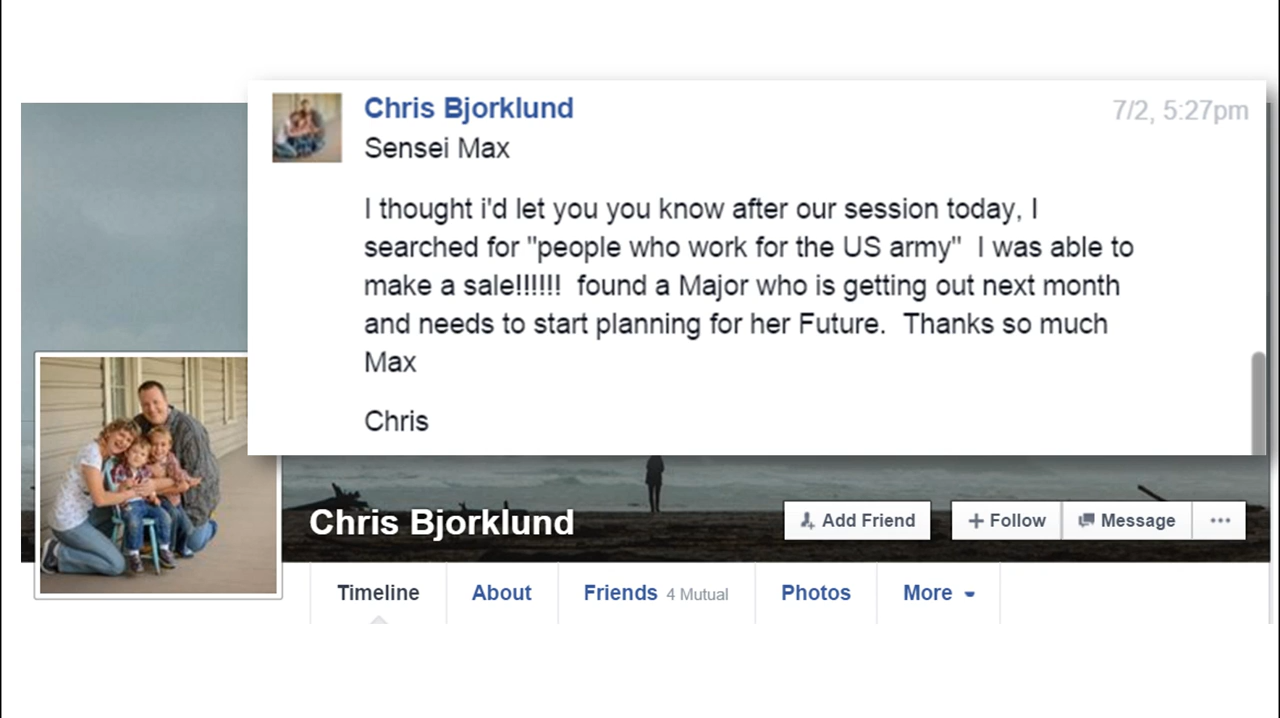 Chris Bjorklund
7/2, 5:27pm
Sensei Max
I thought i'd let you you know after our session today, I
searched for "people who work for the US army"  I was able to
make a sale!!!!!!  found a Major who is getting out next month
and needs to start planning for her Future.  Thanks so much
Max
Chris
Chris Bjorklund
Add Friend
Follow
Message
Timeline
About
Friends 4 Mutual
Photos
More